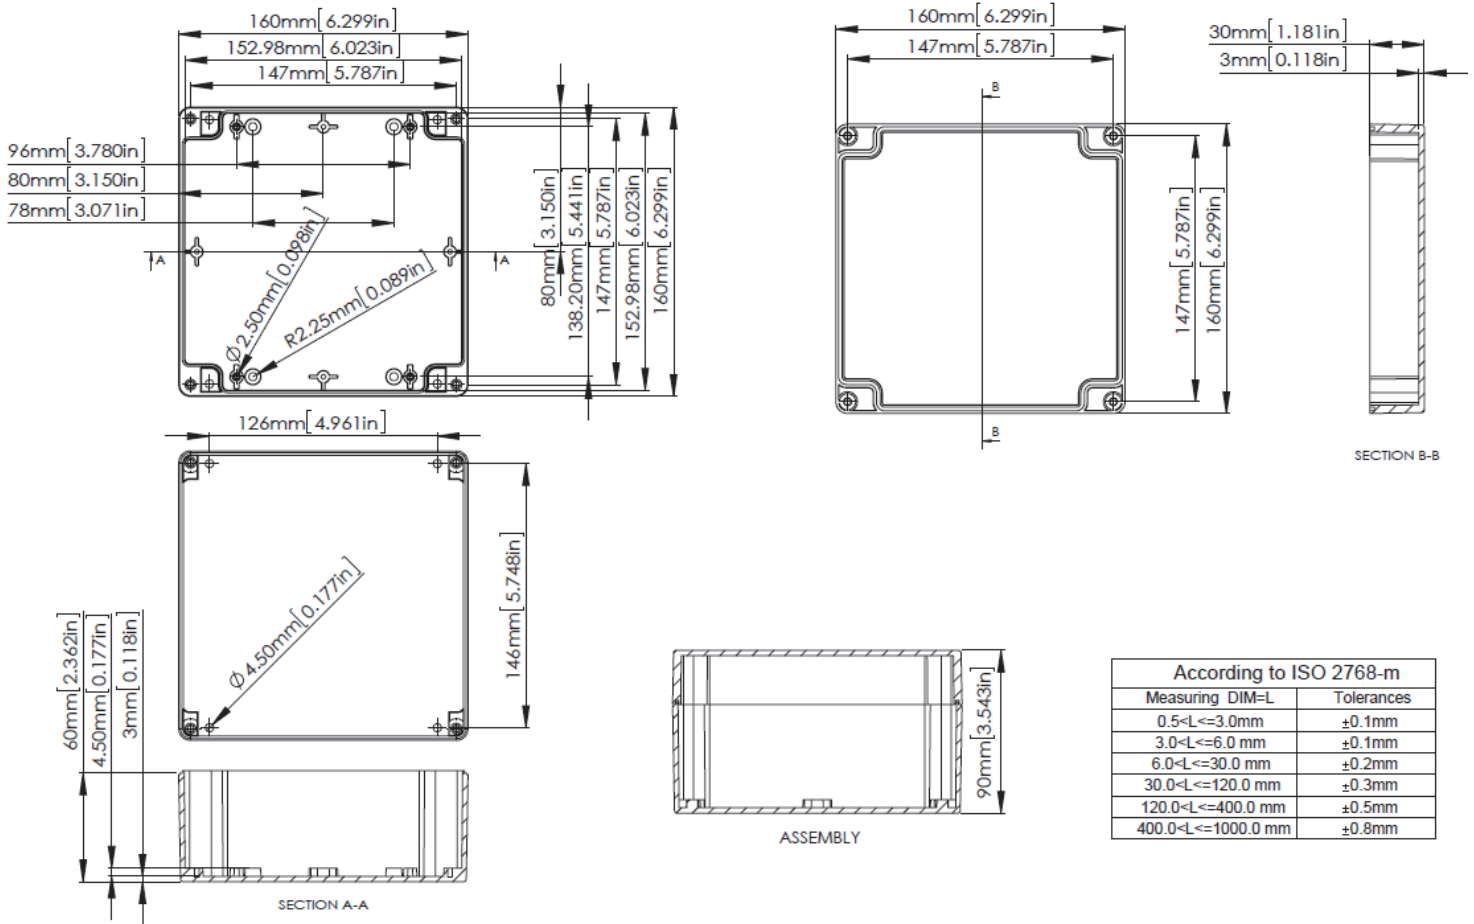 160mm[6.299in]
152.98mm[6.023in]
147mm[5.787in]
96mm[3.780in]
80mm[3.150in]
78mm[3.071in]
A
A
Ø2.50mm[0.098in]
R2.25mm[0.089in]
80mm[3.150in]
138.20mm[5.441in]
147mm[5.787in]
152.98mm[6.023in]
160mm[6.299in]
160mm[6.299in]
147mm[5.787in]
B
B
147mm[5.787in]
160mm[6.299in]
30mm[1.181in]
3mm[0.118in]
SECTION B-B
126mm[4.961in]
Ø4.50mm[0.177in]
146mm[5.748in]
60mm[2.362in]
4.50mm[0.177in]
3mm[0.118in]
SECTION A-A
90mm[3.543in]
ASSEMBLY
According to ISO 2768-m
Measuring DIM=L Tolerances
0.5<L<=3.0mm ±0.1mm
3.0<L<=6.0 mm ±0.1mm
6.0<L<=30.0 mm ±0.2mm
30.0<L<=120.0 mm ±0.3mm
120.0<L<=400.0 mm ±0.5mm
400.0<L<=1000.0 mm ±0.8mm